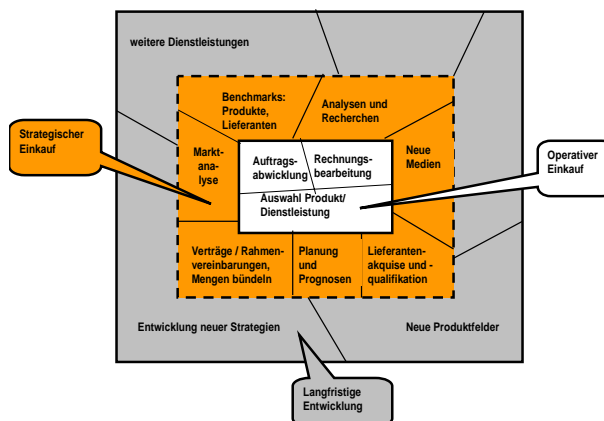 weitere Dienstleistungen
Benchmarks:
Produkte,
Lieferanten
Analysen und
Recherchen
Strategischer
Einkauf
Markt-
ana-
lyse
Auftrags-
abwicklung
Rechnungs-
bearbeitung
Neue
Medien
Operativer
Einkauf
Auswahl Produkt/
Dienstleistung
Verträge / Rahmen-
vereinbarungen,
Mengen bündeln
Planung
und
Prognosen
Lieferanten-
akquise und -
qualifikation
Entwicklung neuer Strategien
Neue Produktfelder
Langfristige
Entwicklung